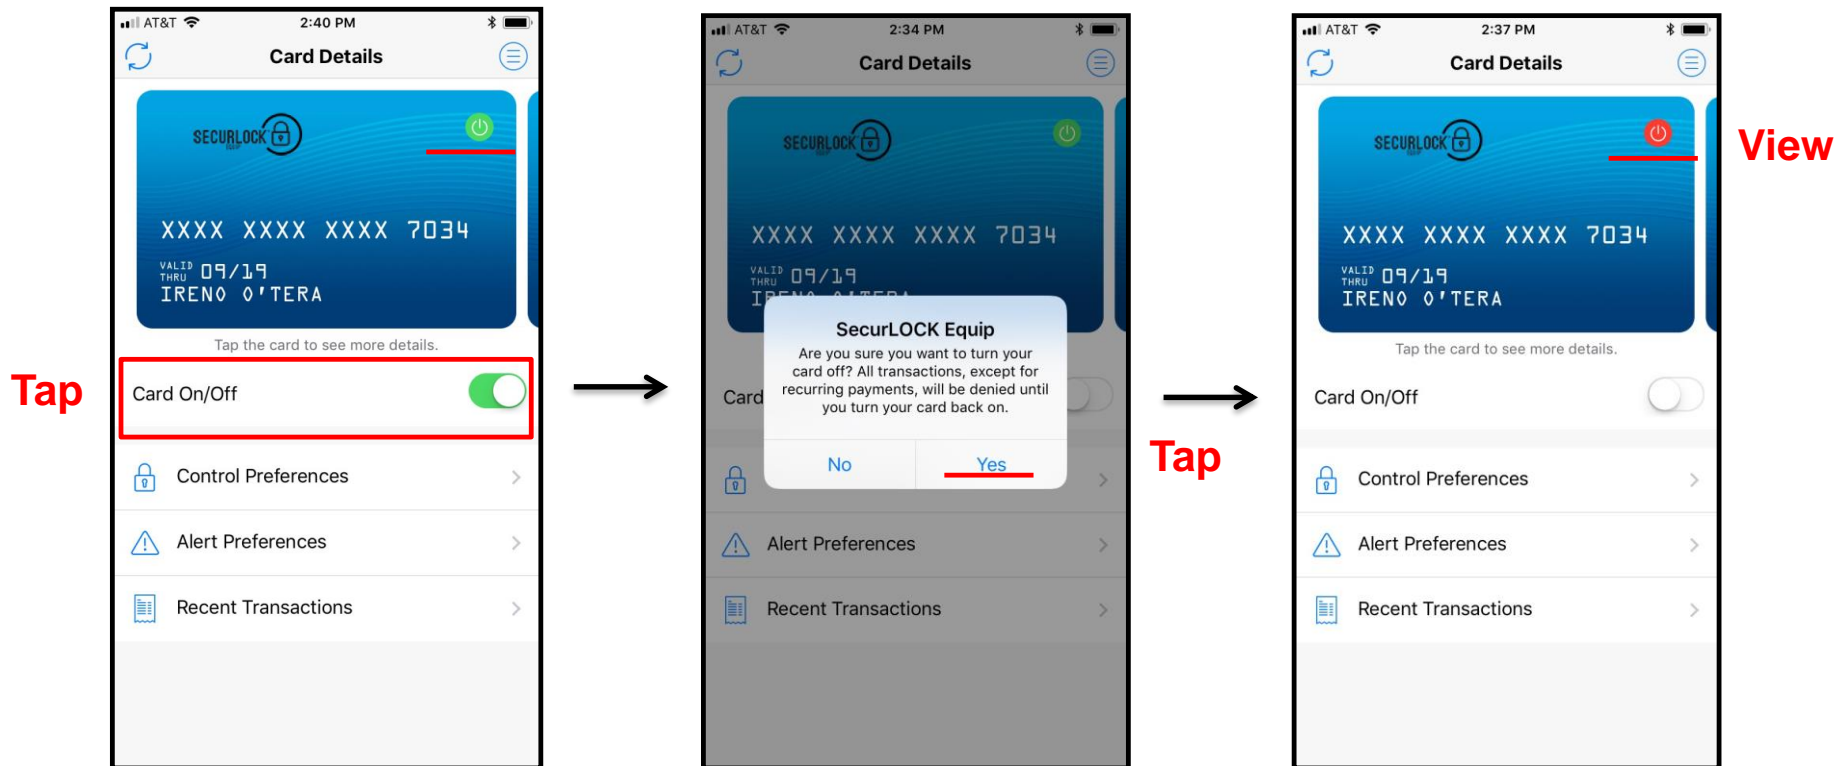 Tap
AT&T 2:40 PM
Card Details
SECURLOCK
EQUIP
XXXX XXXX XXXX 7034
VALID THRU 09/19
IRENO O'TERA
Tap the card to see more details.
Card On/Off
Control Preferences
Alert Preferences
Recent Transactions
AT&T 2:34 PM
Card Details
SECURLOCK
EQUIP
XXXX XXXX XXXX 7034
VALID THRU 09/19
IRENO O'TERA
SecurLOCK Equip
Are you sure you want to turn your
card off? All transactions, except for
recurring payments, will be denied until
you turn your card back on.
No Yes
Card
Alert Preferences
Recent Transactions
Tap
AT&T 2:37 PM
Card Details
SECURLOCK
EQUIP
XXXX XXXX XXXX 7034
VALID THRU 09/19
IRENO O'TERA
Tap the card to see more details.
Card On/Off
Control Preferences
Alert Preferences
Recent Transactions
View